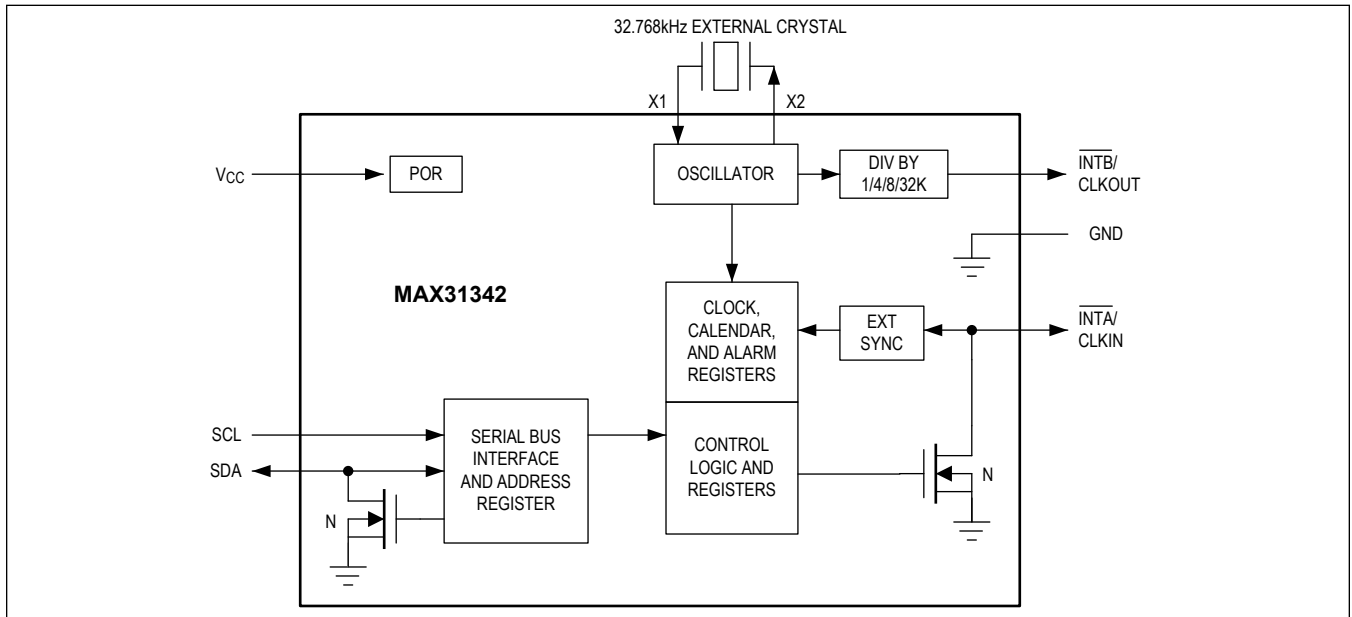 32.768kHz EXTERNAL CRYSTAL
X1
X2
VCC
POR
OSCILLATOR
DIV BY
1/4/8/32K
INTB/
CLKOUT
GND
MAX31342
CLOCK,
CALENDAR,
AND ALARM
REGISTERS
EXT
SYNC
INTA/
CLKIN
SCL
SDA
SERIAL BUS
INTERFACE
AND ADDRESS
REGISTER
CONTROL
LOGIC AND
REGISTERS
N
N